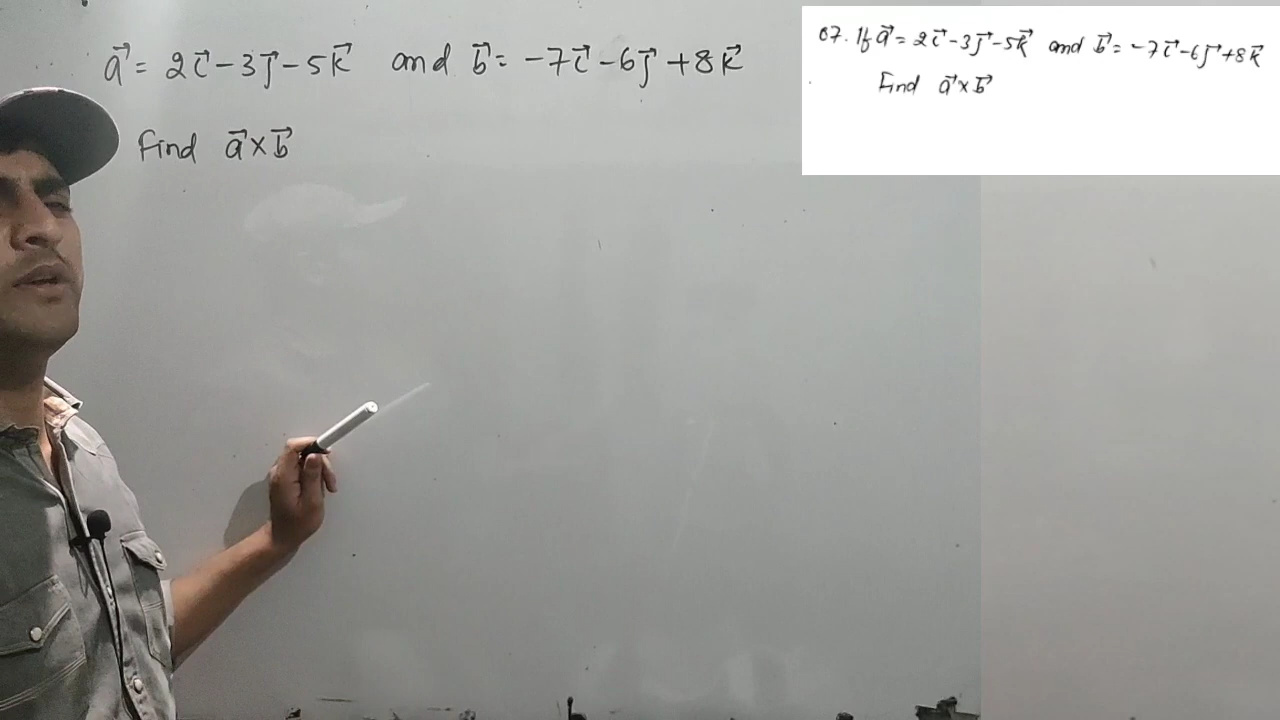 a⃗ = 2i⃗ - 3j⃗ - 5k⃗ and b⃗ = -7i⃗ - 6j⃗ + 8k⃗
Find a⃗ x b⃗
07. If a⃗ = 2i⃗ - 3j⃗ - 5k⃗ and b⃗ = -7i⃗ - 6j⃗ + 8k⃗
Find a⃗ x b⃗